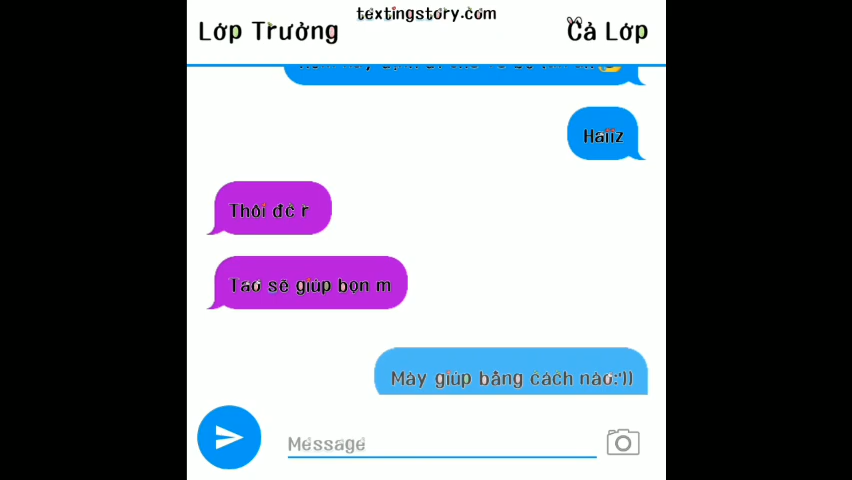 textingstory.com
Lớp Trưởng
Cả Lớp
Haiiz
Thôi đc r
Tao sẽ giúp bọn m
Mày giúp bằng cách nào:'))
Message